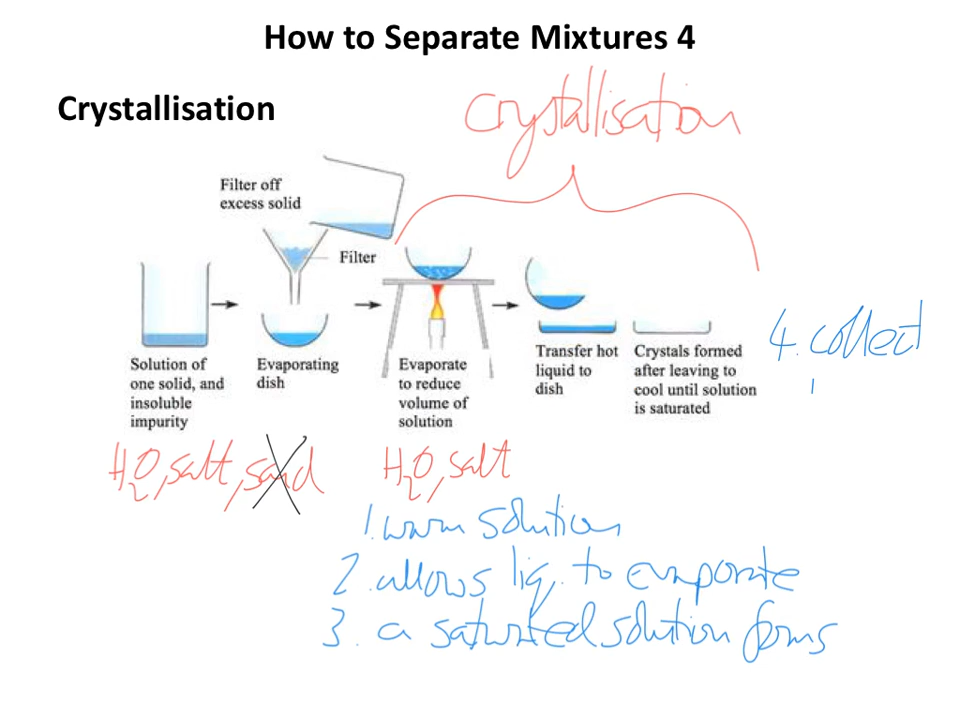 How to Separate Mixtures 4
Crystallisation
Crystallisation
Filter off
excess solid
Filter
Solution of
one solid, and
insoluble
impurity
Evaporating
dish
Evaporate
to reduce
volume of
solution
Transfer hot
liquid to
dish
Crystals formed
after leaving to
cool until solution
is saturated
4. collect
H2O, salt, sand
H2O, salt
1. warm solution
2. allows liq. to evaporate
3. a saturated solution forms